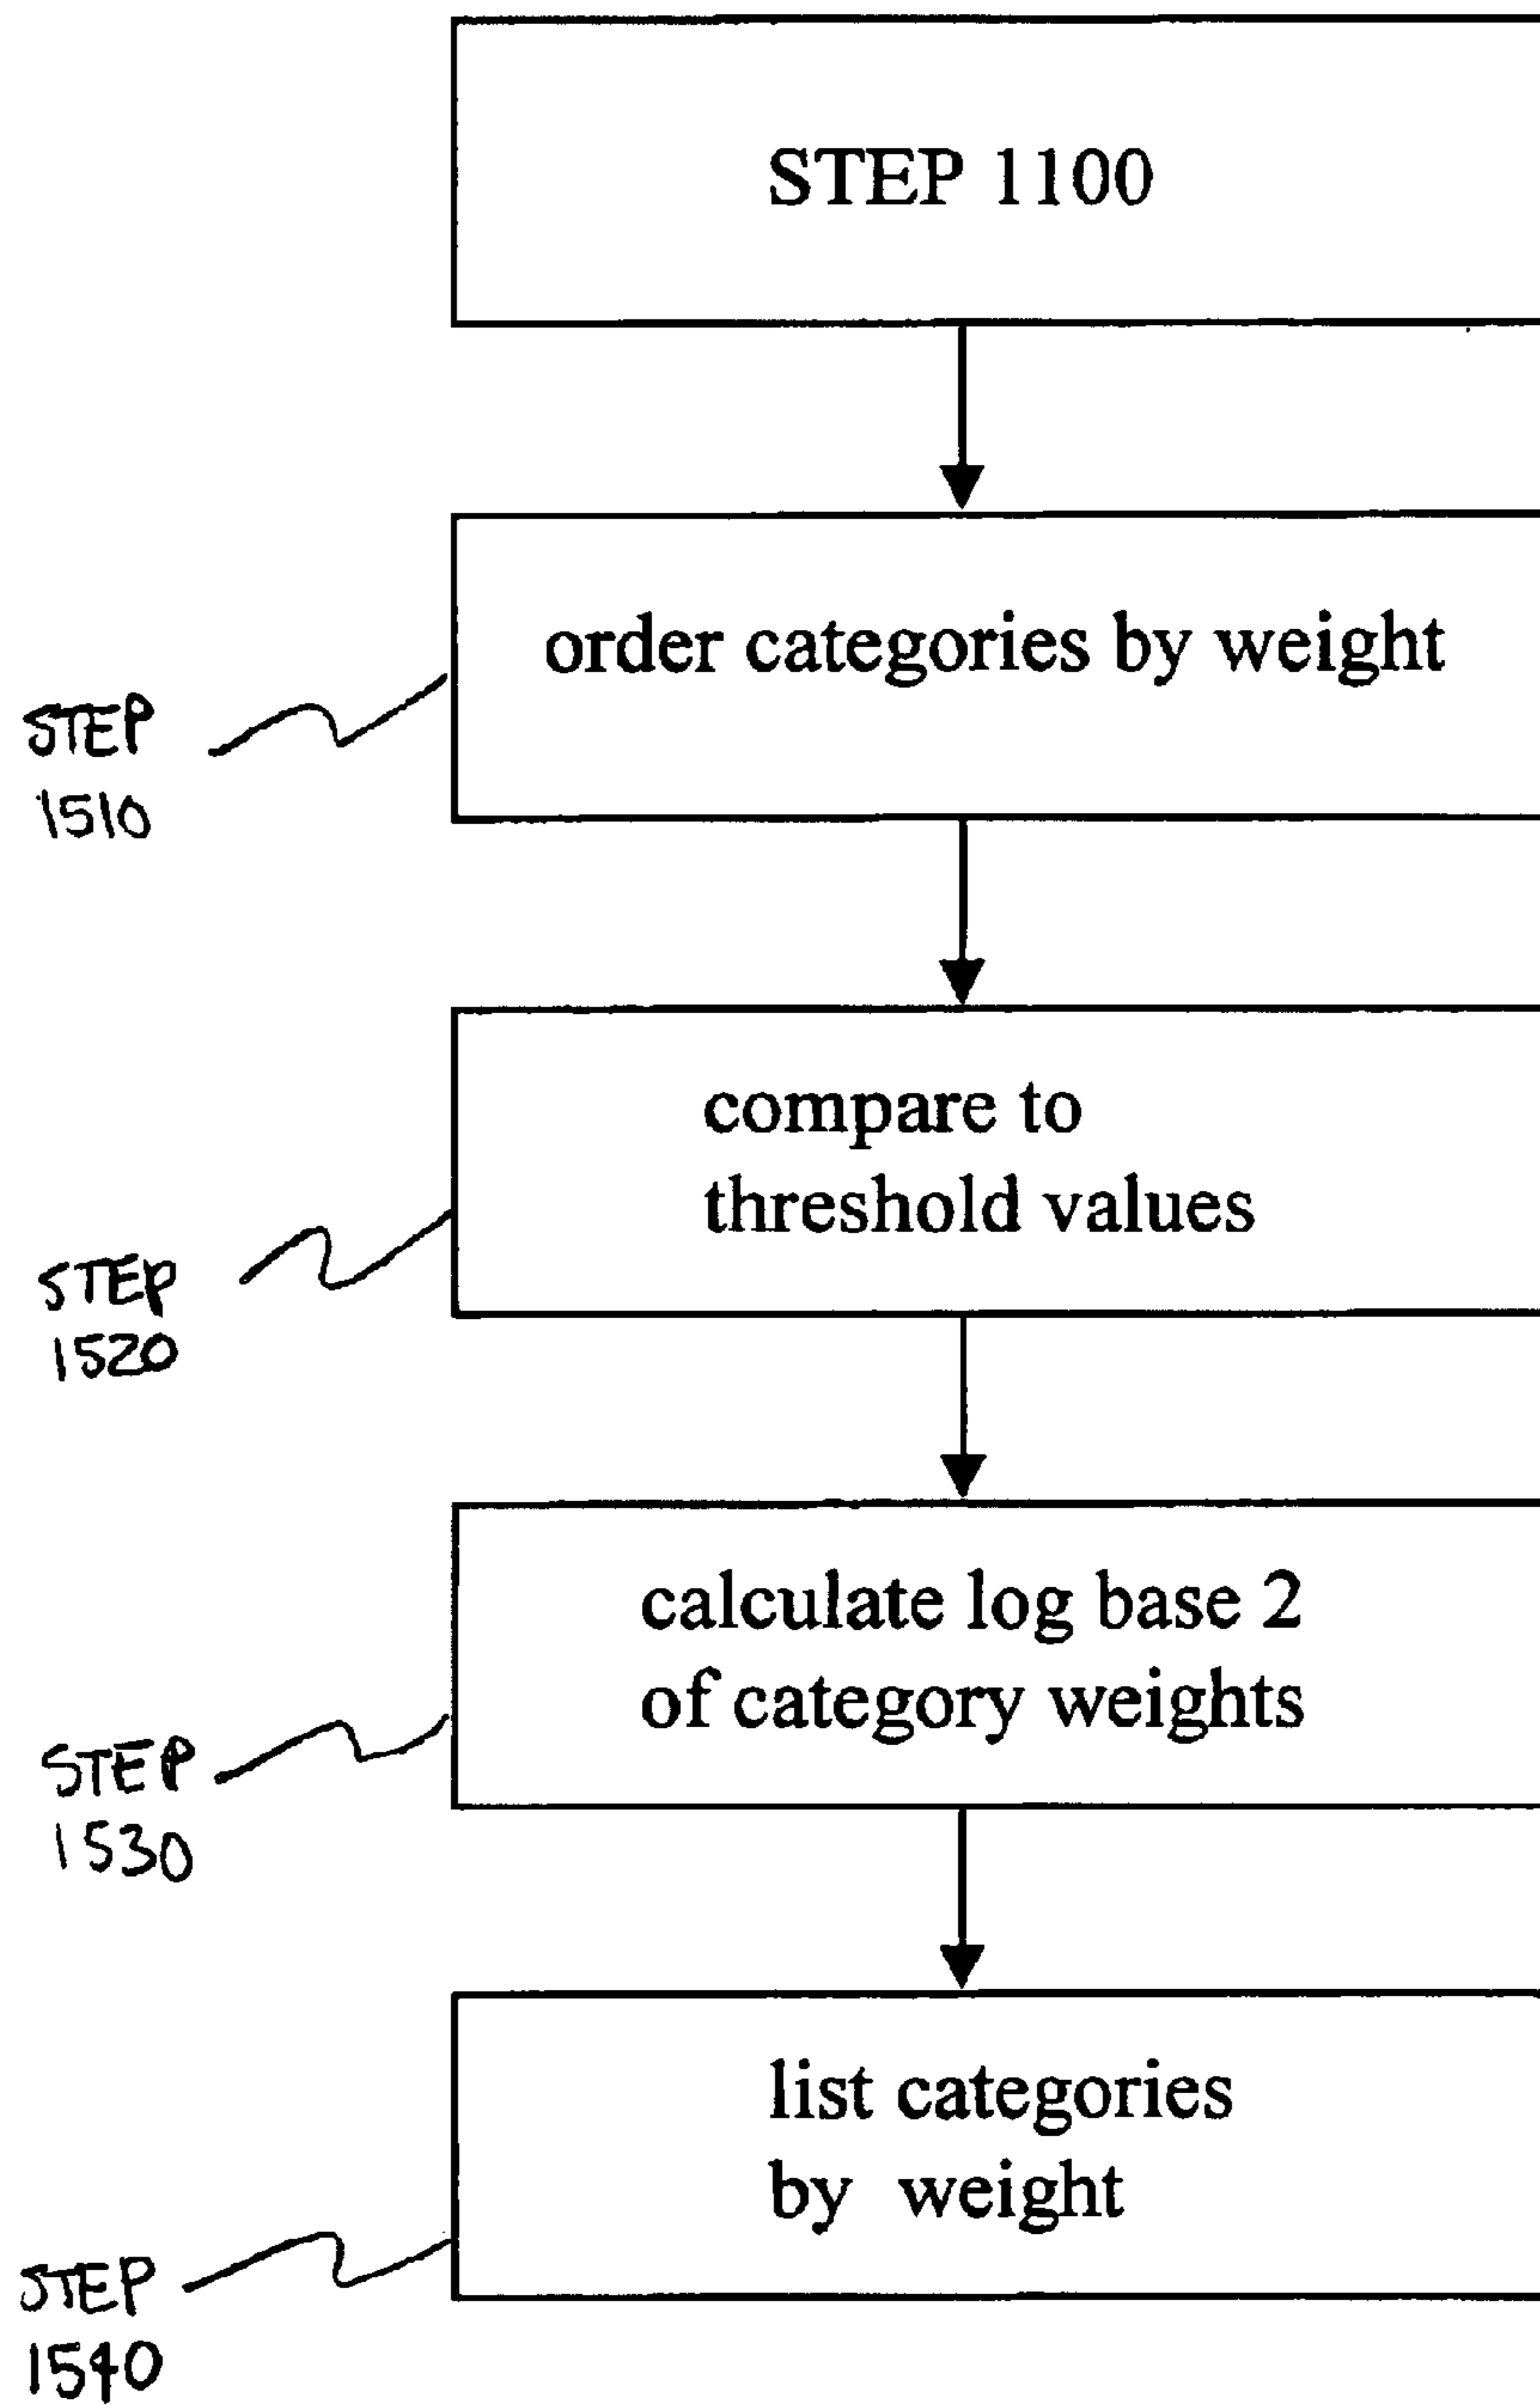 STEP 1100
order categories by weight
STEP
1510
compare to
threshold values
STEP
1520
calculate log base 2
of category weights
STEP
1530
list categories
by weight
STEP
1540